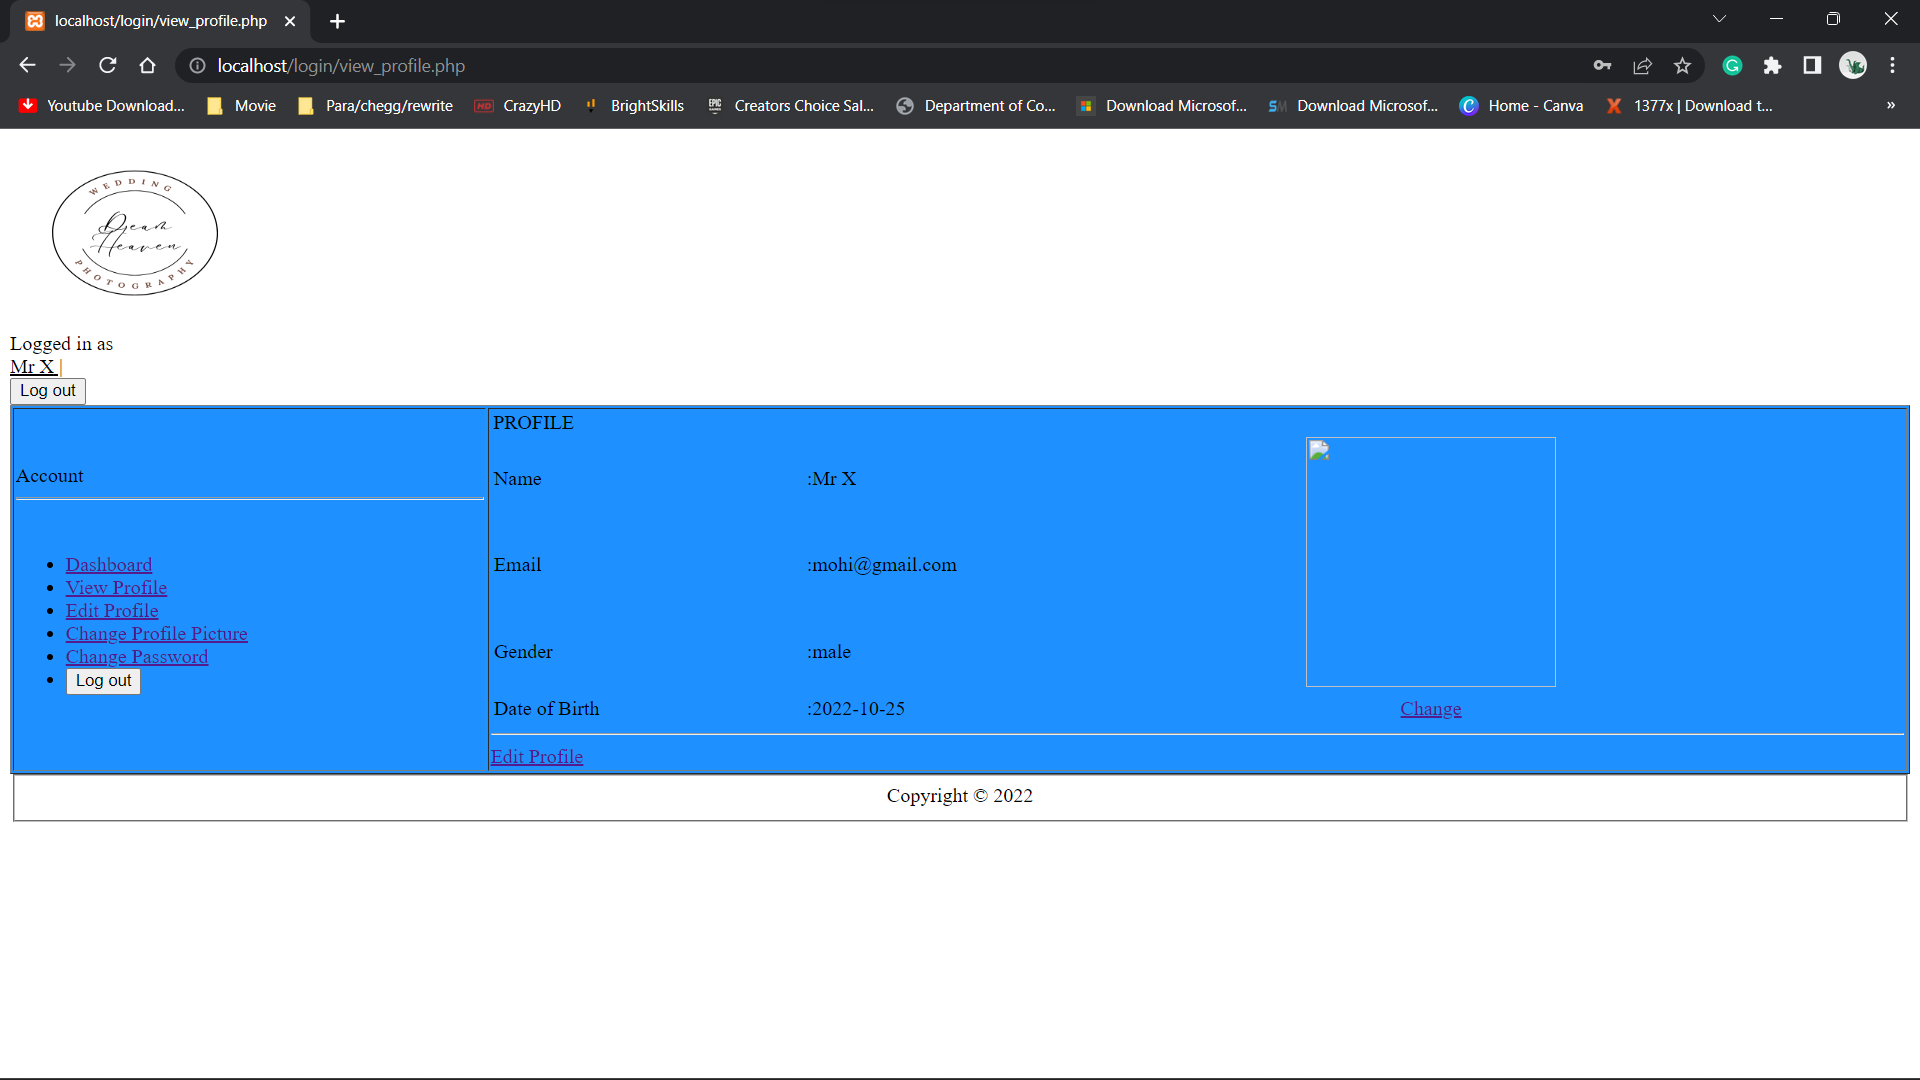 localhost/login/view_profile.php
localhost/login/view_profile.php
Youtube Download...
Movie
Para/chegg/rewrite
HD
CrazyHD
BrightSkills
EPIC
Creators Choice Sal...
Department of Co...
Download Microsof...
SM
Download Microsof...
C
Home - Canva
X
1377x | Download t...
»
WEDDING
Dream
Heaven
PHOTOGRAPHY
Logged in as
Mr X |
Log out
Account
Dashboard
View Profile
Edit Profile
Change Profile Picture
Change Password
Log out
PROFILE
Name :Mr X
Email :mohi@gmail.com
Gender :male
Date of Birth :2022-10-25 Change
Edit Profile
Copyright © 2022